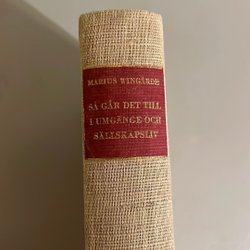 MARIUS WINGÅRDH
SÅ GÅR DET TILL
I UMGÄNGE OCH
SÄLLSKAPSLIV